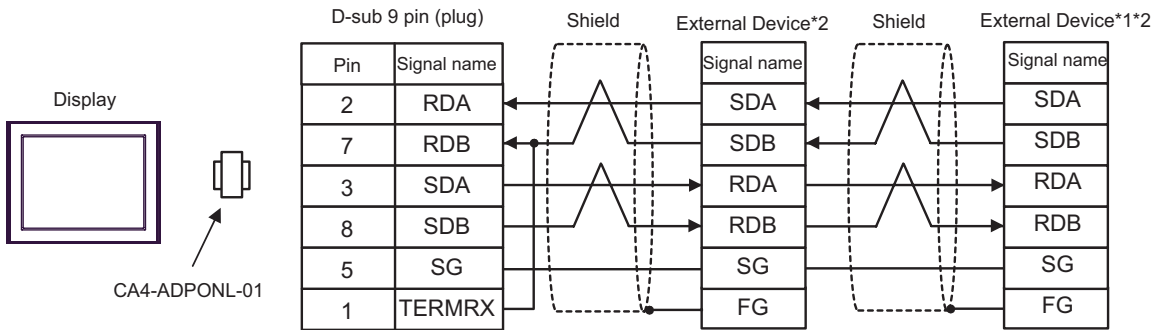 D-sub 9 pin (plug) Shield External Device*2 Shield External Device*1*2
Pin Signal name Signal name Signal name
Display
2 RDA SDA SDA
7 RDB SDB SDB
3 SDA RDA RDA
8 SDB RDB RDB
5 SG SG SG
CA4-ADPONL-01
1 TERMRX FG FG